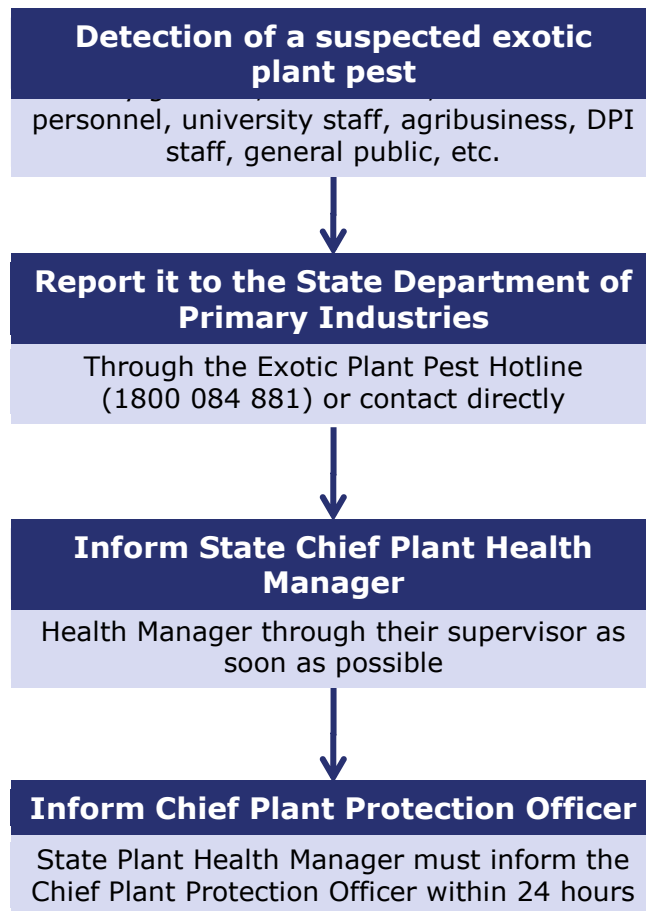 Detection of a suspected exotic
plant pest
personnel, university staff, agribusiness, DPI
staff, general public, etc.
Report it to the State Department of
Primary Industries
Through the Exotic Plant Pest Hotline
(1800 084 881) or contact directly
Inform State Chief Plant Health
Manager
Health Manager through their supervisor as
soon as possible
Inform Chief Plant Protection Officer
State Plant Health Manager must inform the
Chief Plant Protection Officer within 24 hours